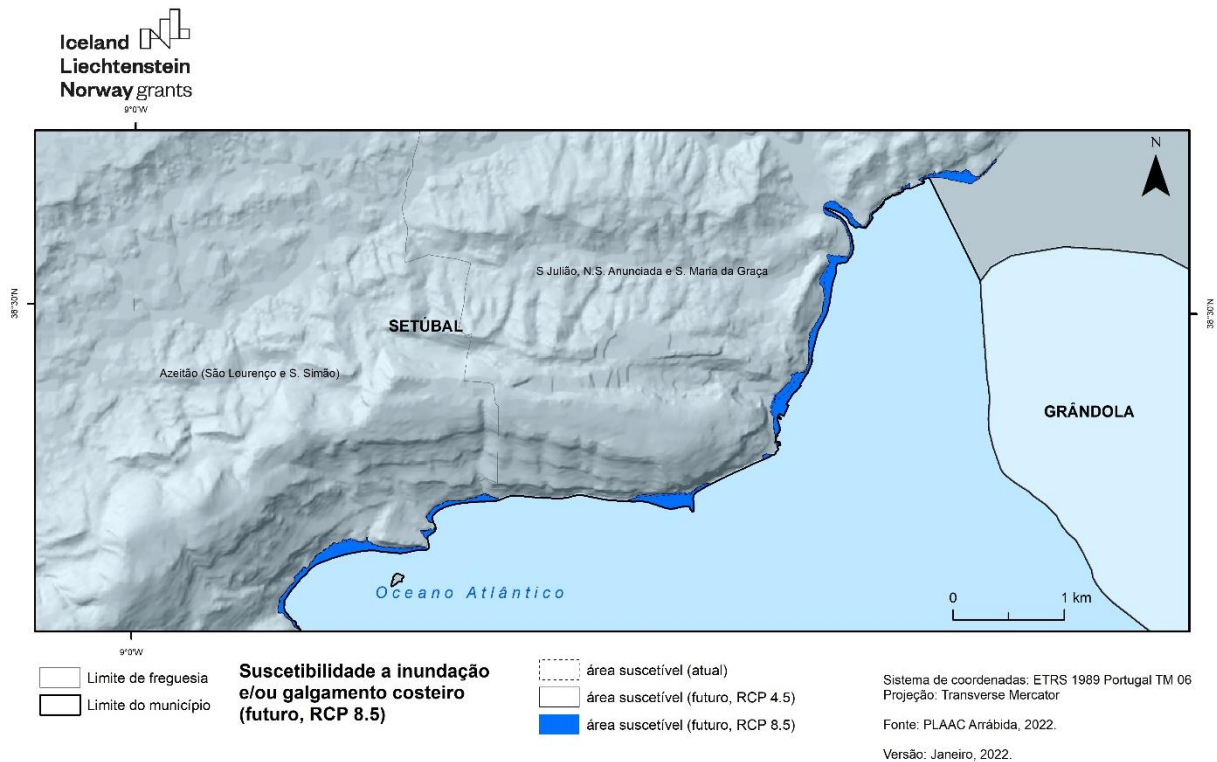 Iceland
Liechtenstein
Norway grants
9°0'W
N
S Julião, N.S. Anunciada e S. Maria da Graça
38°30'N
38°30'N
SETÚBAL
Azeitão (São Lourenço e S. Simão)
GRÂNDOLA
Oceano Atlântico
0 1 km
9°0'W
Limite de freguesia
Limite do município
Suscetibilidade a inundação
e/ou galgamento costeiro
(futuro, RCP 8.5)
área suscetível (atual)
área suscetível (futuro, RCP 4.5)
área suscetível (futuro, RCP 8.5)
Sistema de coordenadas: ETRS 1989 Portugal TM 06
Projeção: Transverse Mercator
Fonte: PLAAC Arrábida, 2022.
Versão: Janeiro, 2022.